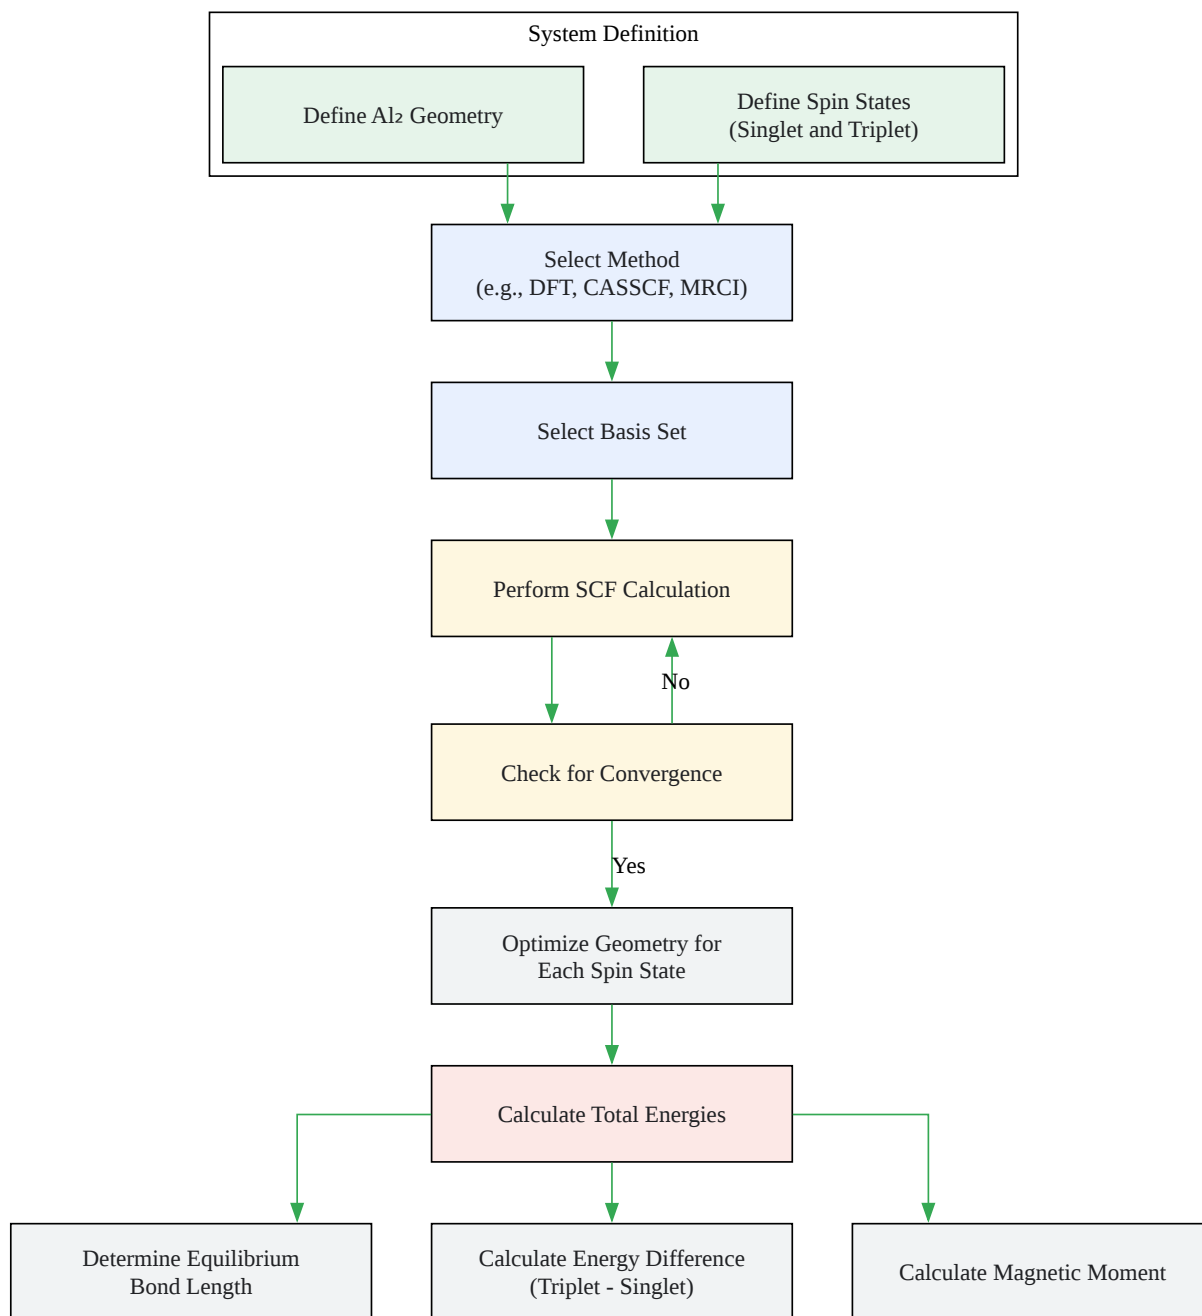 System Definition
Define Al₂ Geometry
Define Spin States
(Singlet and Triplet)
Select Method
(e.g., DFT, CASSCF, MRCI)
Select Basis Set
Perform SCF Calculation
No
Check for Convergence
Yes
Optimize Geometry for
Each Spin State
Calculate Total Energies
Determine Equilibrium
Bond Length
Calculate Energy Difference
(Triplet - Singlet)
Calculate Magnetic Moment